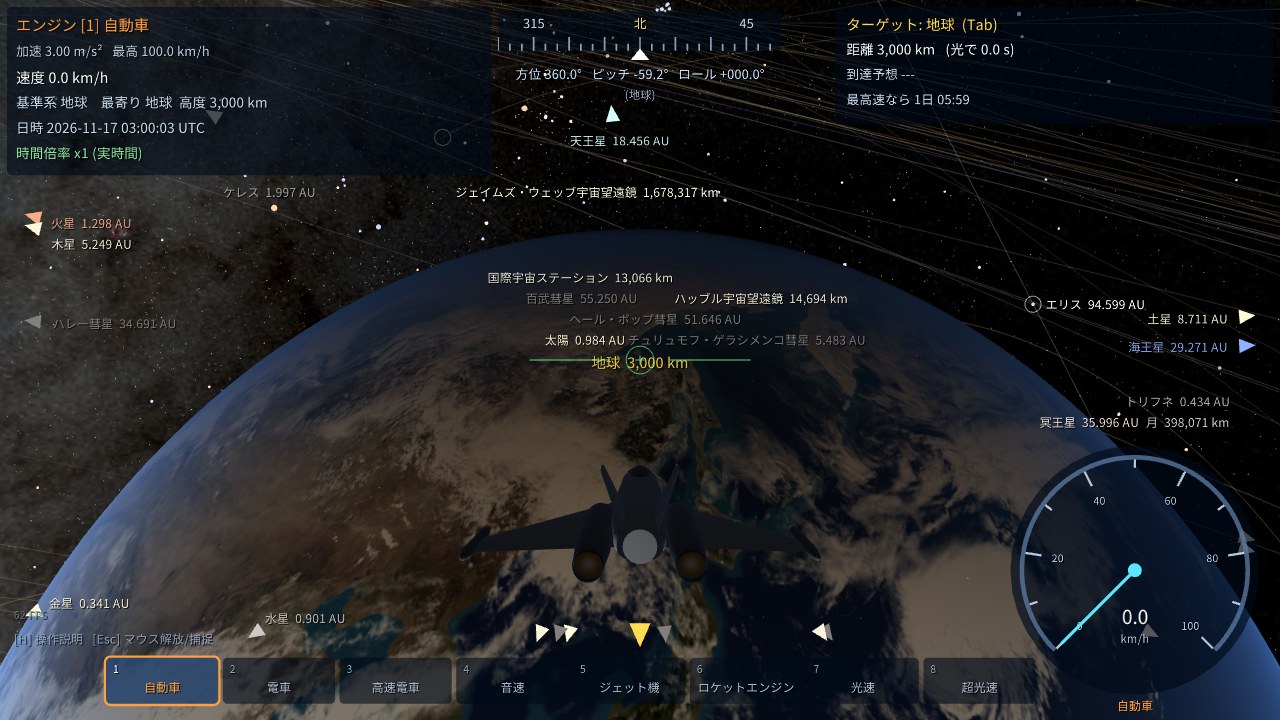 エンジン [1] 自動車
加速 3.00 m/s² 最高 100.0 km/h
速度 0.0 km/h
基準系 地球 最寄り 地球 高度 3,000 km
日時 2026-11-17 03:00:03 UTC
時間倍率 x1 (実時間)
315 北 45
方位 360.0° ピッチ -59.2° ロール +000.0°
(地球)
天王星 18.456 AU
ターゲット: 地球 (Tab)
距離 3,000 km (光で 0.0 s)
到達予想 ---
最高速なら 1日 05:59
ケレス 1.997 AU
ジェイムズ・ウェッブ宇宙望遠鏡 1,678,317 km
火星 1.298 AU
木星 5.249 AU
国際宇宙ステーション 13,066 km
百武彗星 55.250 AU
ハッブル宇宙望遠鏡 14,694 km
エリス 94.599 AU
土星 8.711 AU
ハレー彗星 34.691 AU
ヘール・ボップ彗星 51.646 AU
太陽 0.984 AU
チュリュモフ・ゲラシメンコ彗星 5.483 AU
海王星 29.271 AU
地球 3,000 km
トリフネ 0.434 AU
冥王星 35.996 AU
月 398,071 km
金星 0.341 AU
水星 0.901 AU
[H] 操作説明 [Esc] マウス解放/捕捉
0 20 40 60 80 100
0.0
km/h
自動車
1 自動車
2 電車
3 高速電車
4 音速
5 ジェット機
6 ロケットエンジン
7 光速
8 超光速